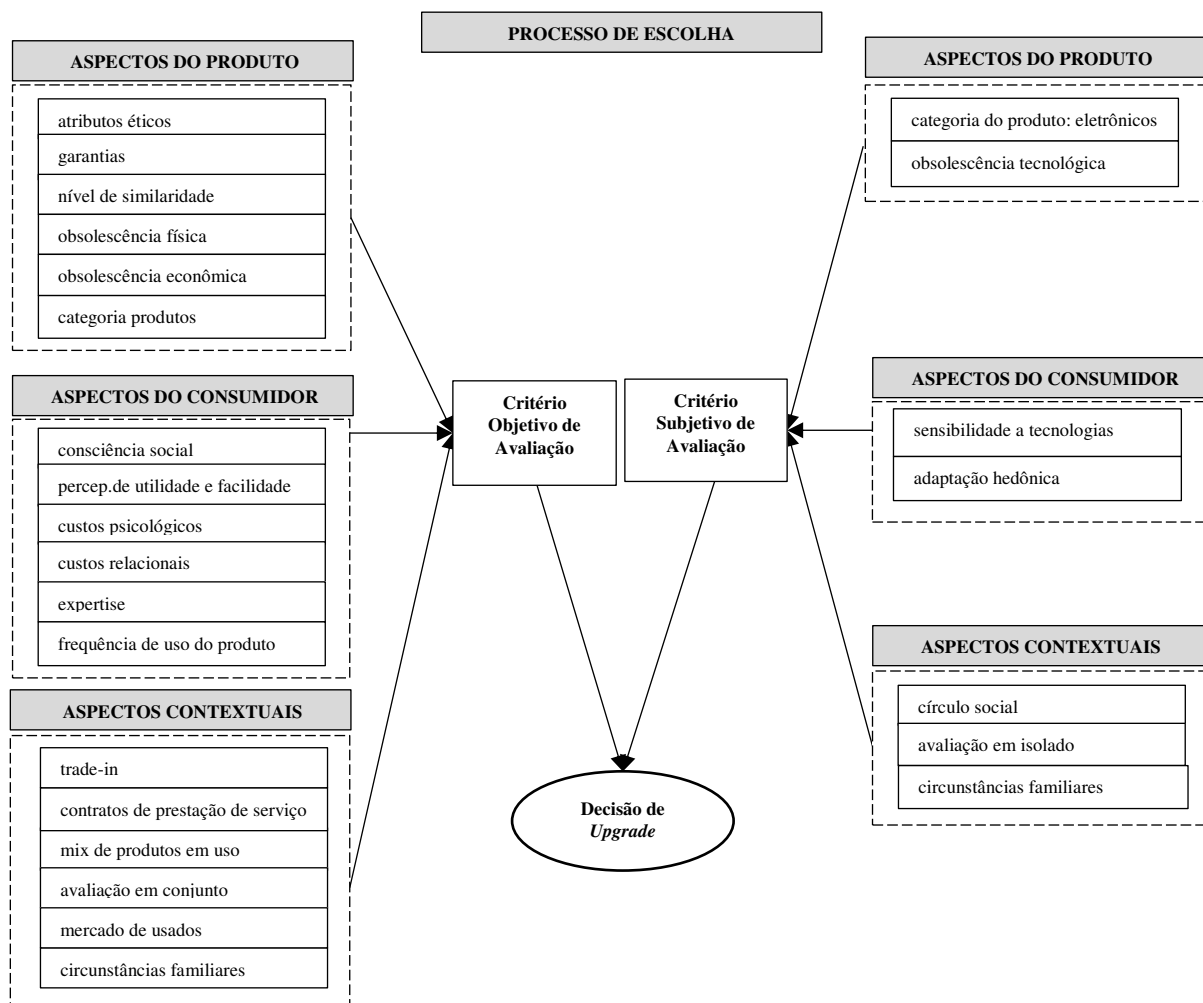 PROCESSO DE ESCOLHA
ASPECTOS DO PRODUTO
atributos éticos
garantias
nível de similaridade
obsolescência física
obsolescência econômica
categoria produtos
ASPECTOS DO CONSUMIDOR
consciência social
percep.de utilidade e facilidade
custos psicológicos
custos relacionais
expertise
frequência de uso do produto
ASPECTOS CONTEXTUAIS
trade-in
contratos de prestação de serviço
mix de produtos em uso
avaliação em conjunto
mercado de usados
circunstâncias familiares
Critério
Objetivo de
Avaliação
Critério
Subjetivo de
Avaliação
Decisão de
Upgrade
ASPECTOS DO PRODUTO
categoria do produto: eletrônicos
obsolescência tecnológica
ASPECTOS DO CONSUMIDOR
sensibilidade a tecnologias
adaptação hedônica
ASPECTOS CONTEXTUAIS
círculo social
avaliação em isolado
circunstâncias familiares